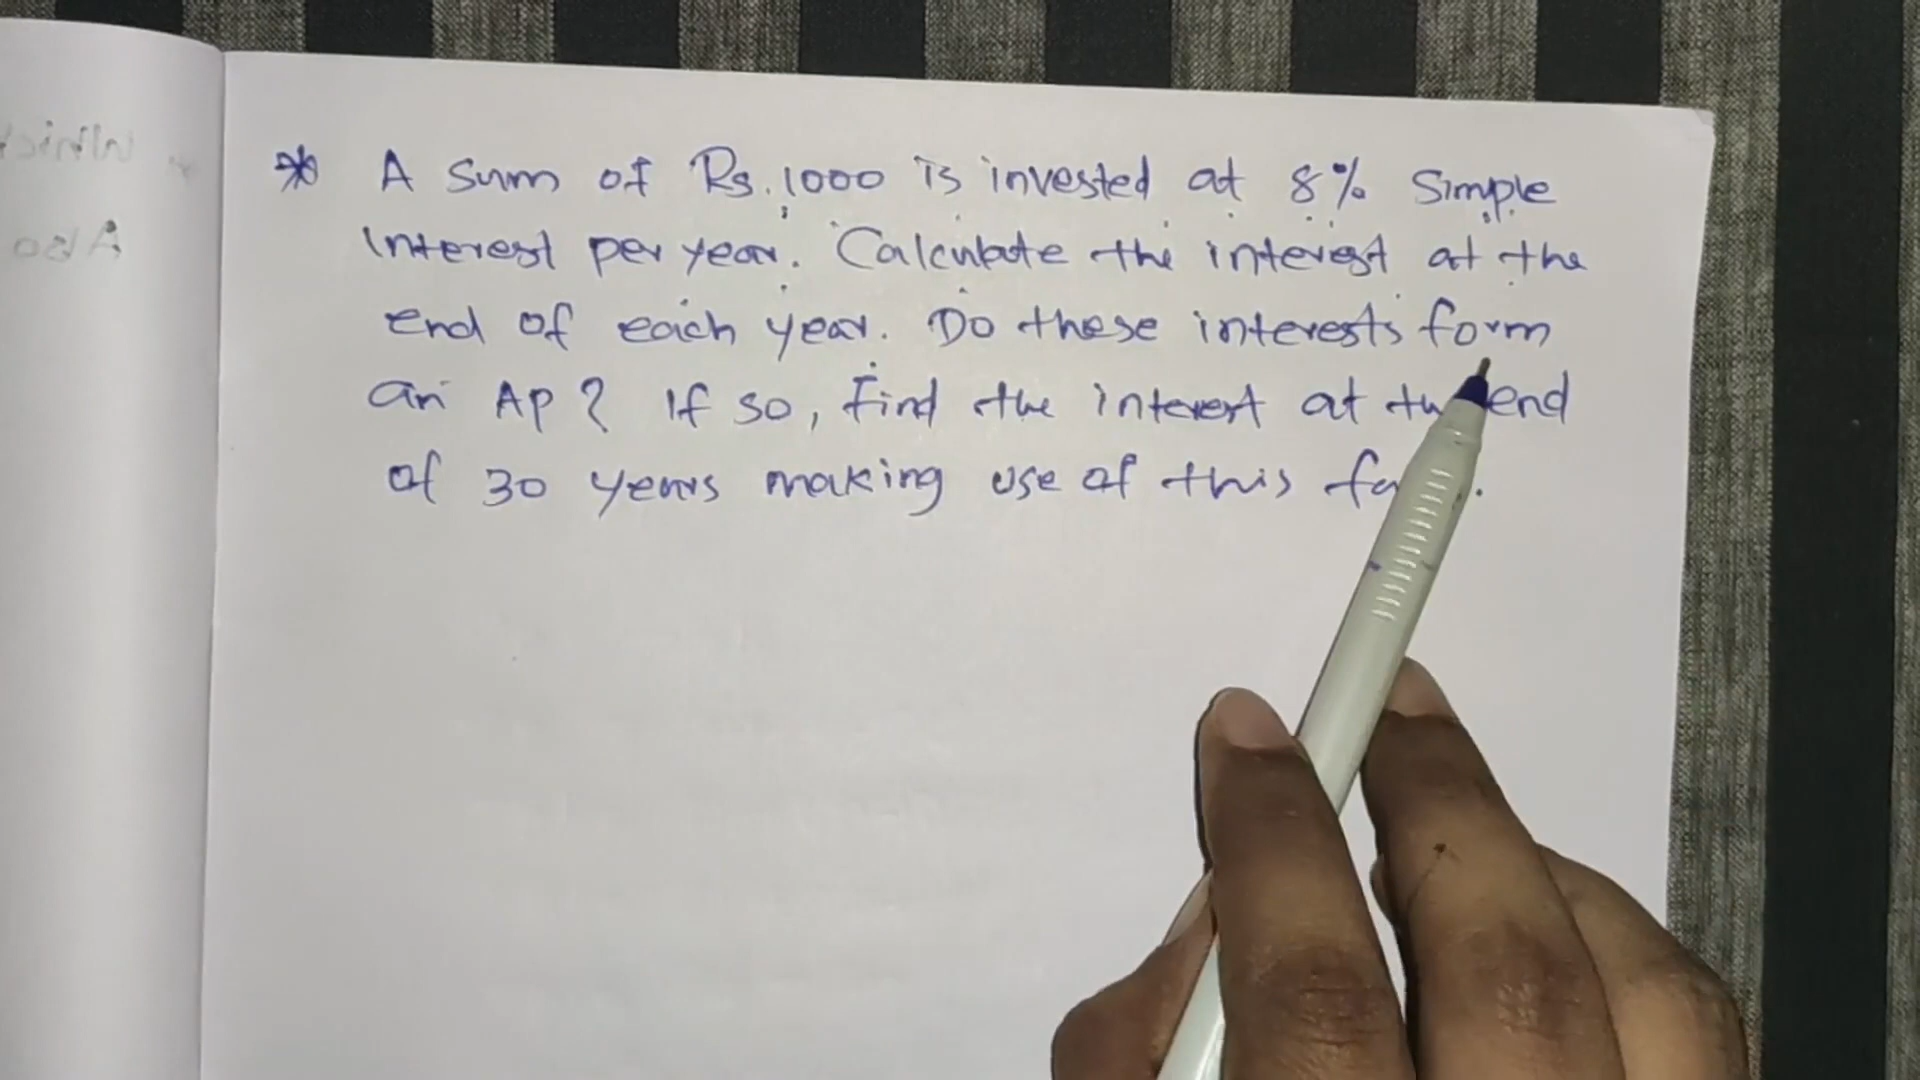 * A sum of Rs. 1000 is invested at 8% Simple
Interest per year. Calculate the interest at the
end of each year. Do these interests form
an AP? If so, Find the interest at the end
of 30 years making use of this